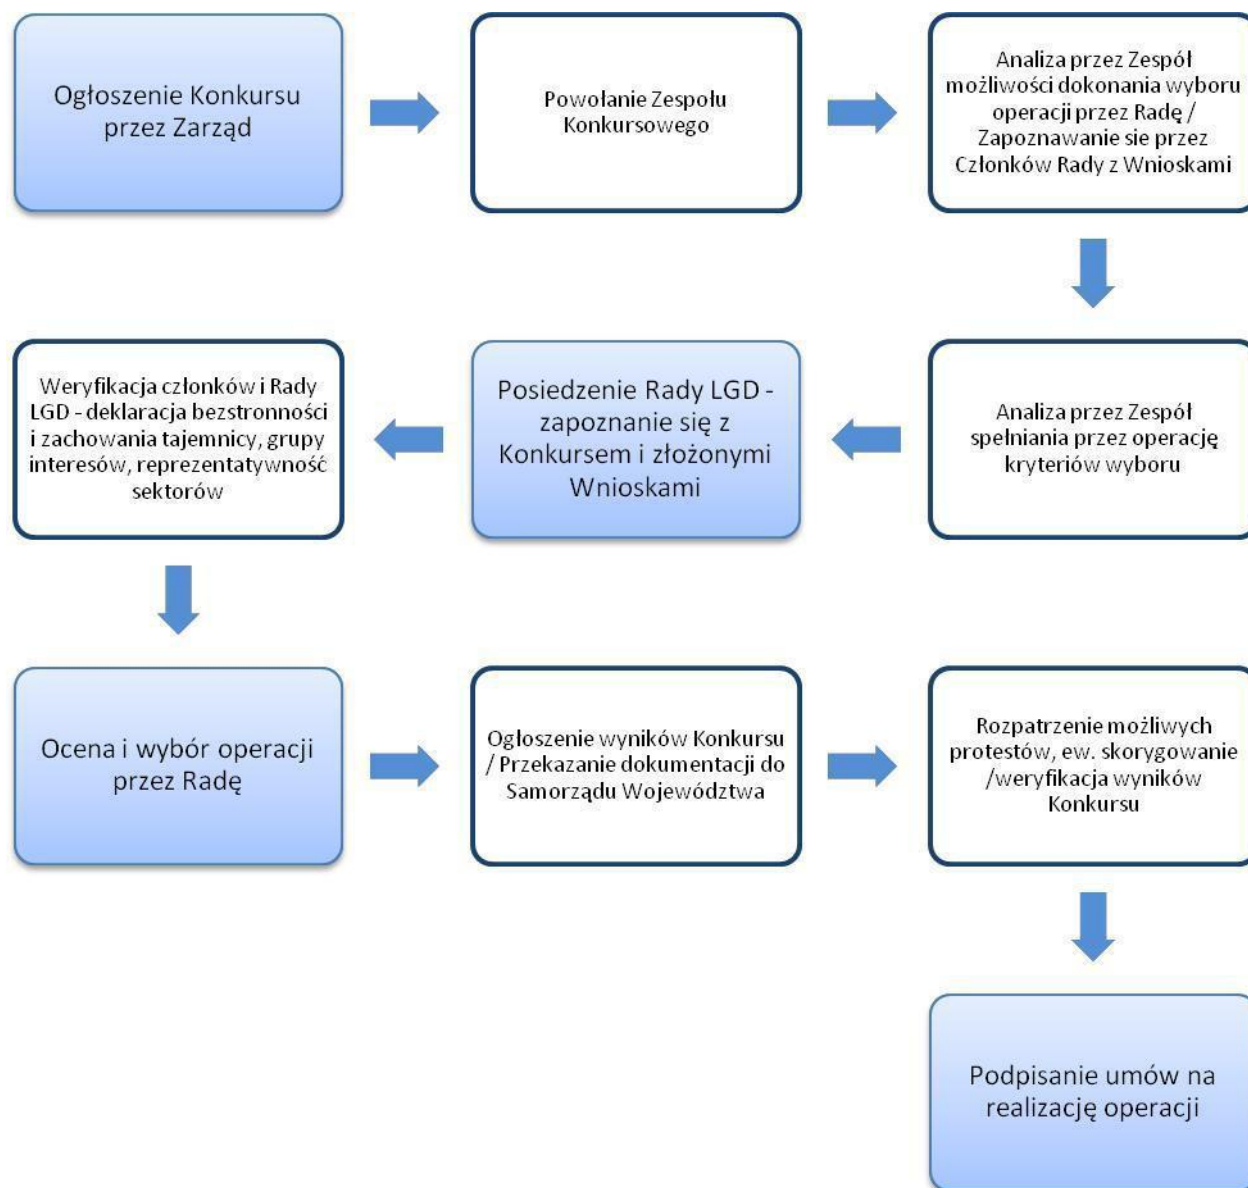 Ogłoszenie Konkursu
przez Zarząd
Powołanie Zespołu
Konkursowego
Analiza przez Zespół
możliwości dokonania wyboru
operacji przez Radę /
Zapoznawanie sie przez
Członków Rady z Wnioskami
Analiza przez Zespół
spełniania przez operację
kryteriów wyboru
Posiedzenie Rady LGD -
zapoznanie się z
Konkursem i złożonymi
Wnioskami
Weryfikacja członków i Rady
LGD - deklaracja bezstronności
i zachowania tajemnicy, grupy
interesów, reprezentatywność
sektorów
Ocena i wybór operacji
przez Radę
Ogłoszenie wyników Konkursu
/ Przekazanie dokumentacji do
Samorządu Województwa
Rozpatrzenie możliwych
protestów, ew. skorygowanie
/weryfikacja wyników
Konkursu
Podpisanie umów na
realizację operacji